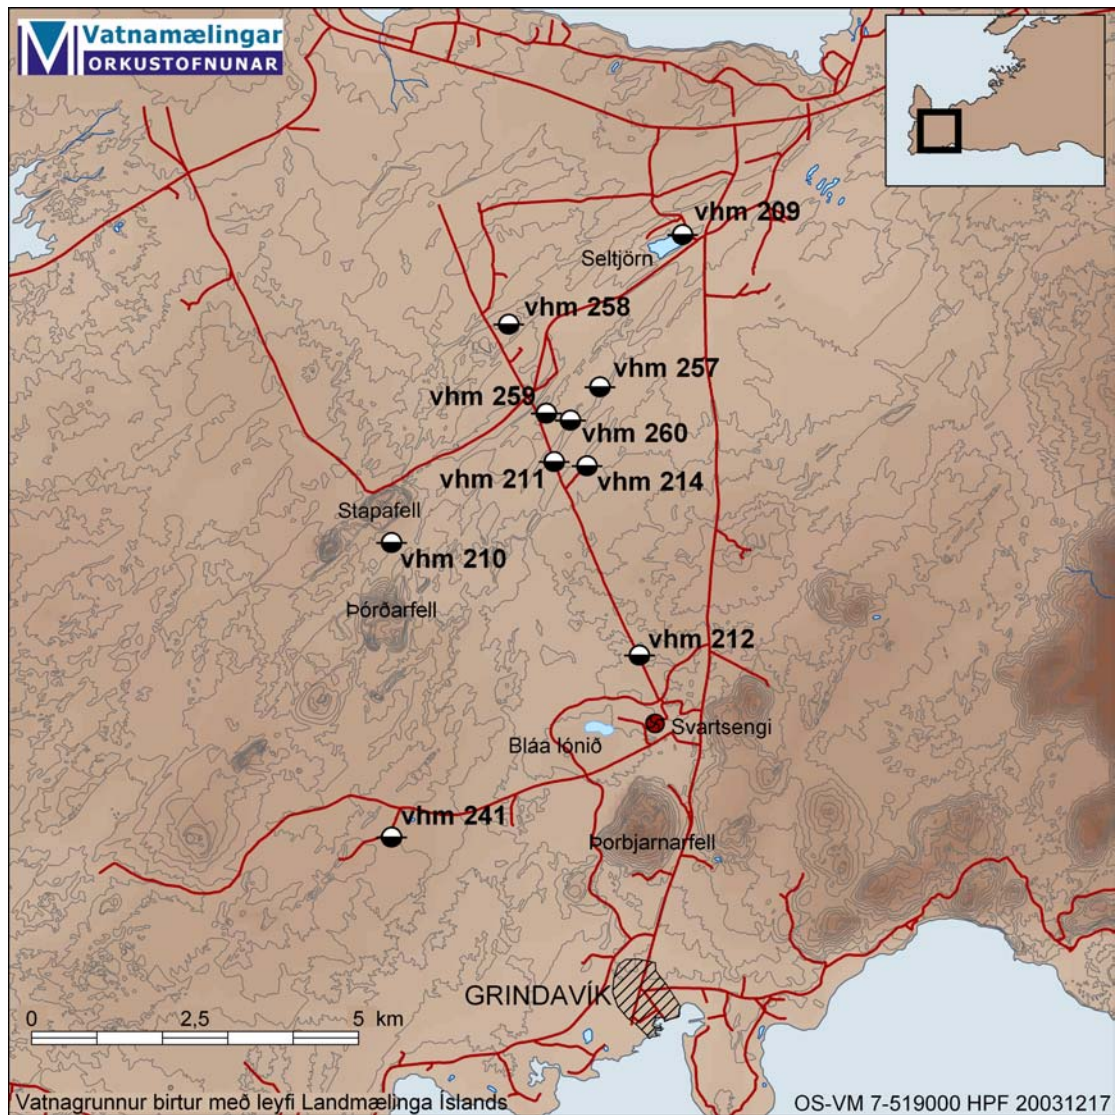 Vatnamælingar
ORKUSTOFNUNAR
vhm 209
Seltjörn
vhm 258
vhm 257
vhm 259
vhm 260
vhm 211
vhm 214
Stapafell
vhm 210
Þórðarfell
vhm 212
Svartsengi
Bláa lónið
vhm 241
Þorbjarnarfell
GRINDAVÍK
0 2,5 5 km
Vatnagrunnur birtur með leyfi Landmælinga Íslands
OS-VM 7-519000 HPF 20031217